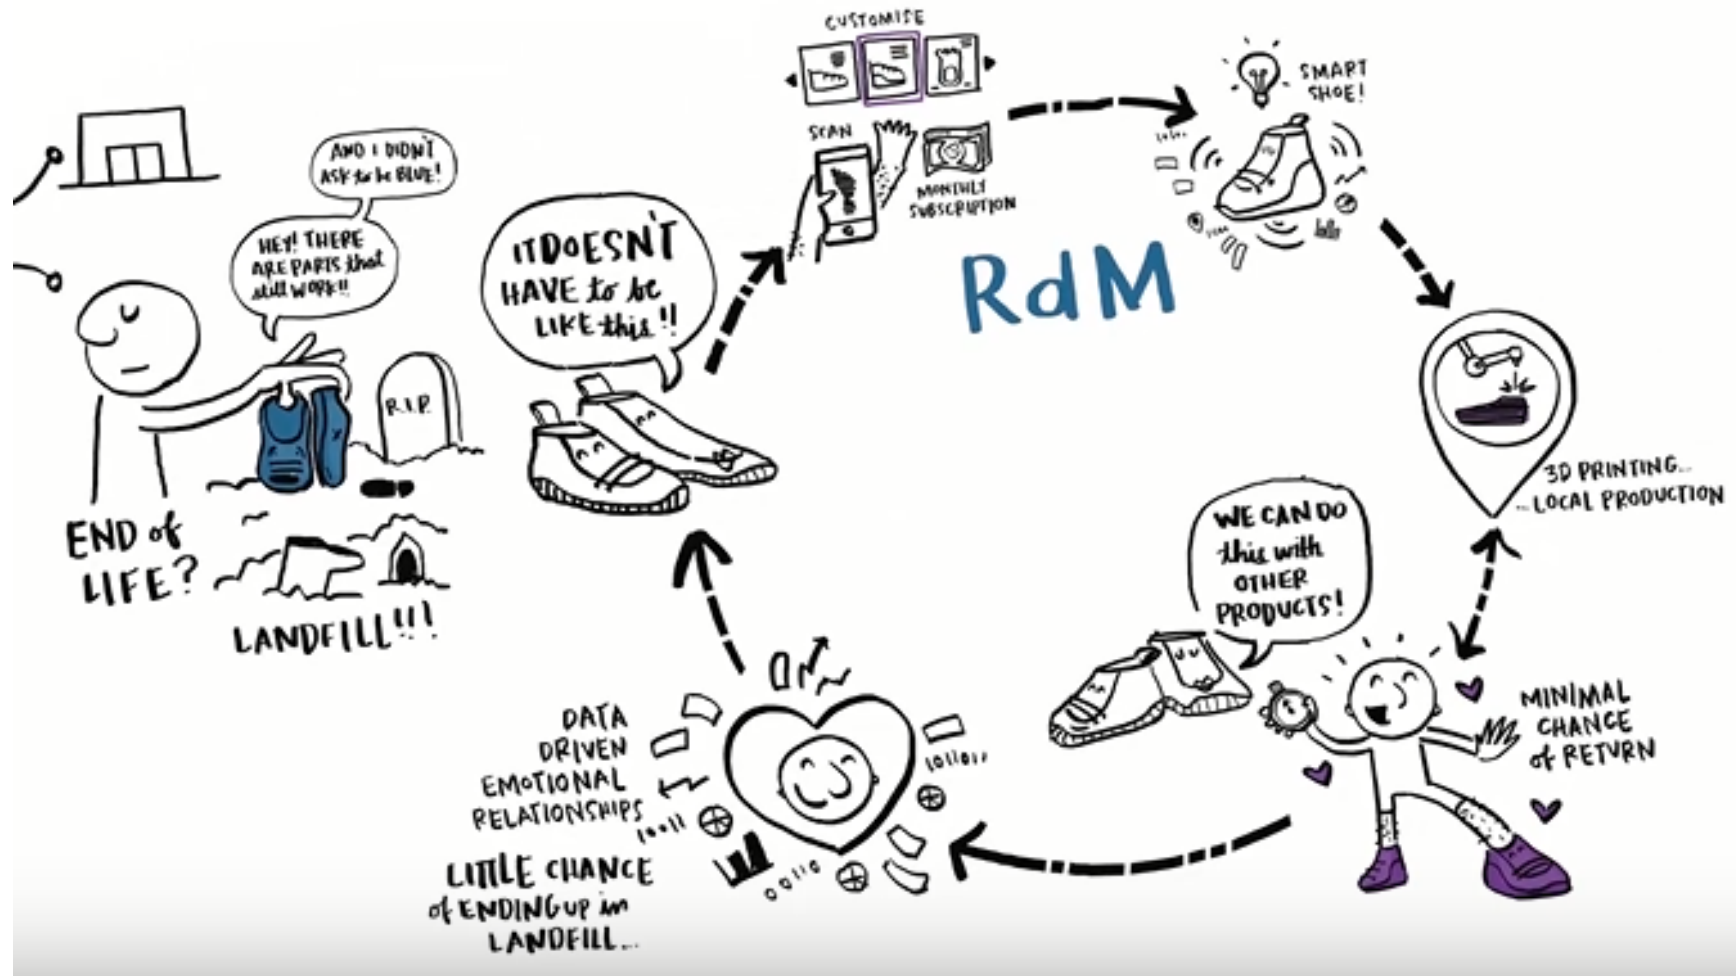 AND I DIDN'T
ASK to be BLUE!
HEY! THERE
ARE PARTS that
still WORK!!
R.I.P.
END of
LIFE?
LANDFILL!!!
IT DOESN'T
HAVE to be
LIKE this!!
CUSTOMISE
SCAN
MONTHLY
SUBSCRIPTION
RdM
SMART
SHOE!
3D PRINTING...
...LOCAL PRODUCTION
WE CAN DO
this with
OTHER
PRODUCTS!
MINIMAL
CHANCE
of RETURN
DATA
DRIVEN
EMOTIONAL
RELATIONSHIPS
10011
101101
00110
LITTLE CHANCE
of ENDING UP in
LANDFILL...